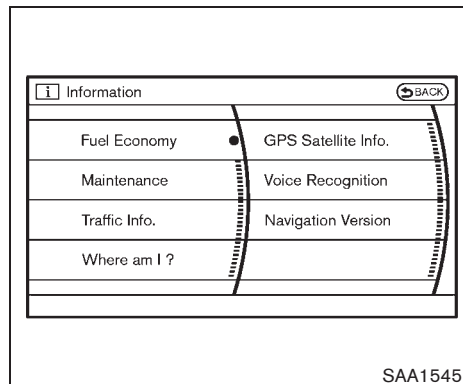 i Information BACK
Fuel Economy GPS Satellite Info.
Maintenance Voice Recognition
Traffic Info. Navigation Version
Where am I ?
SAA1545